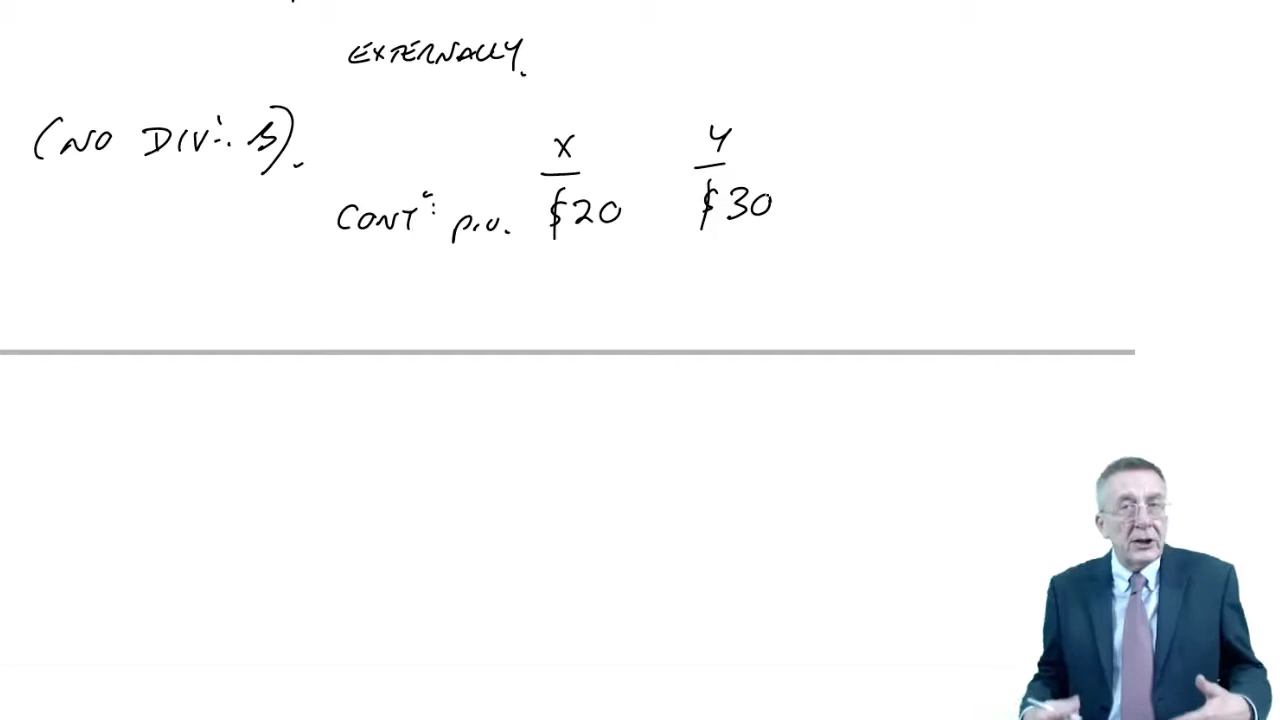 EXTERNALLY.
(NO DIV:. B).
X Y
CONT": p.u. $20 $30